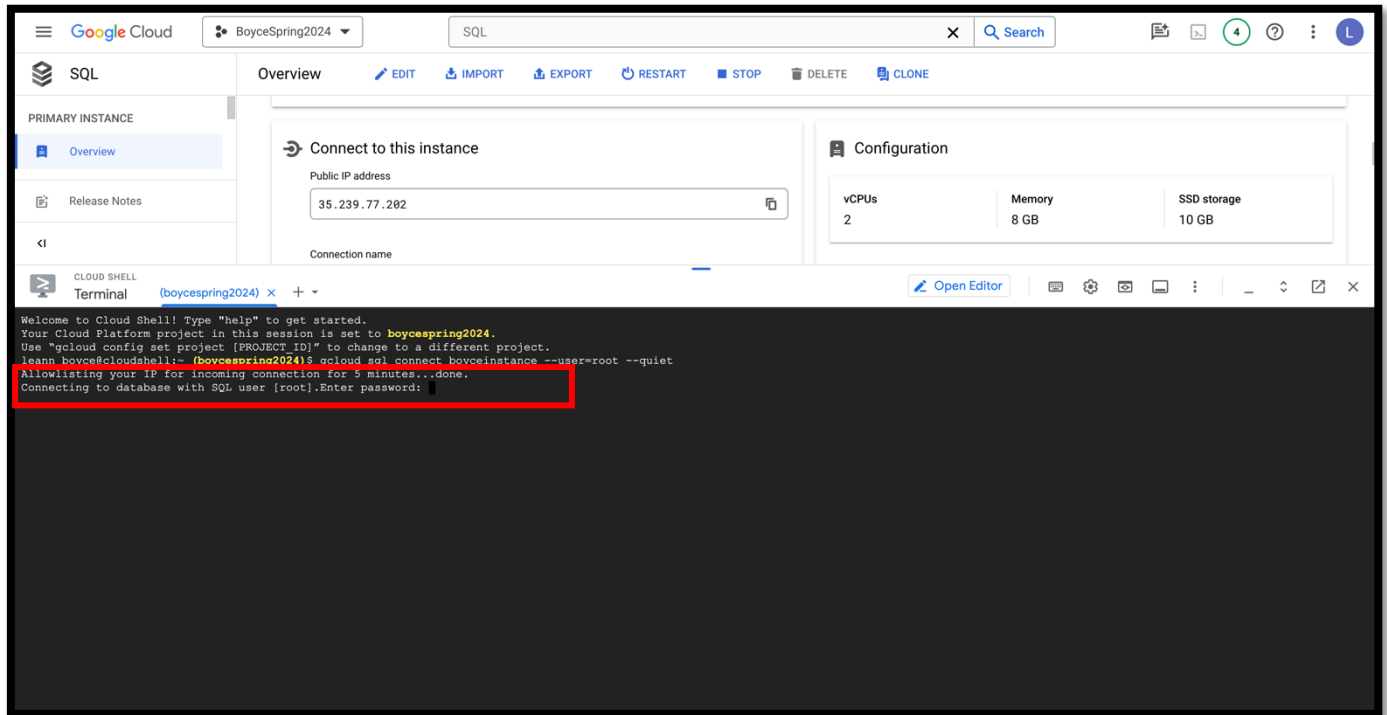 Google Cloud
BoyceSpring2024
SQL
Search
4
L
SQL
Overview
EDIT
IMPORT
EXPORT
RESTART
STOP
DELETE
CLONE
PRIMARY INSTANCE
Overview
Release Notes
Connect to this instance
Public IP address
35.239.77.202
Connection name
Configuration
vCPUs
2
Memory
8 GB
SSD storage
10 GB
CLOUD SHELL
Terminal
(boycespring2024)
Open Editor
Welcome to Cloud Shell! Type "help" to get started.
Your Cloud Platform project in this session is set to boycespring2024.
Use “gcloud config set project [PROJECT_ID]” to change to a different project.
leann_boyce@cloudshell:~ (boycespring2024)$ gcloud sql connect boyceinstance --user=root --quiet
Allowlisting your IP for incoming connection for 5 minutes...done.
Connecting to database with SQL user [root].Enter password: